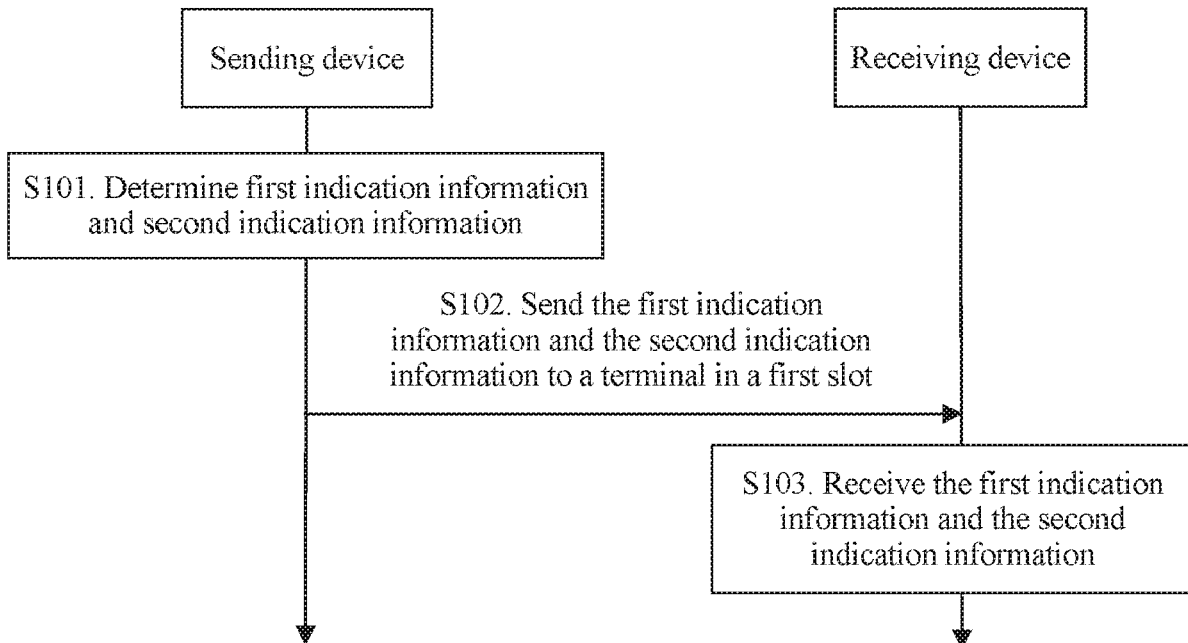 Sending device
Receiving device
S101. Determine first indication information
and second indication information
S102. Send the first indication
information and the second indication
information to a terminal in a first slot
S103. Receive the first indication
information and the second
indication information